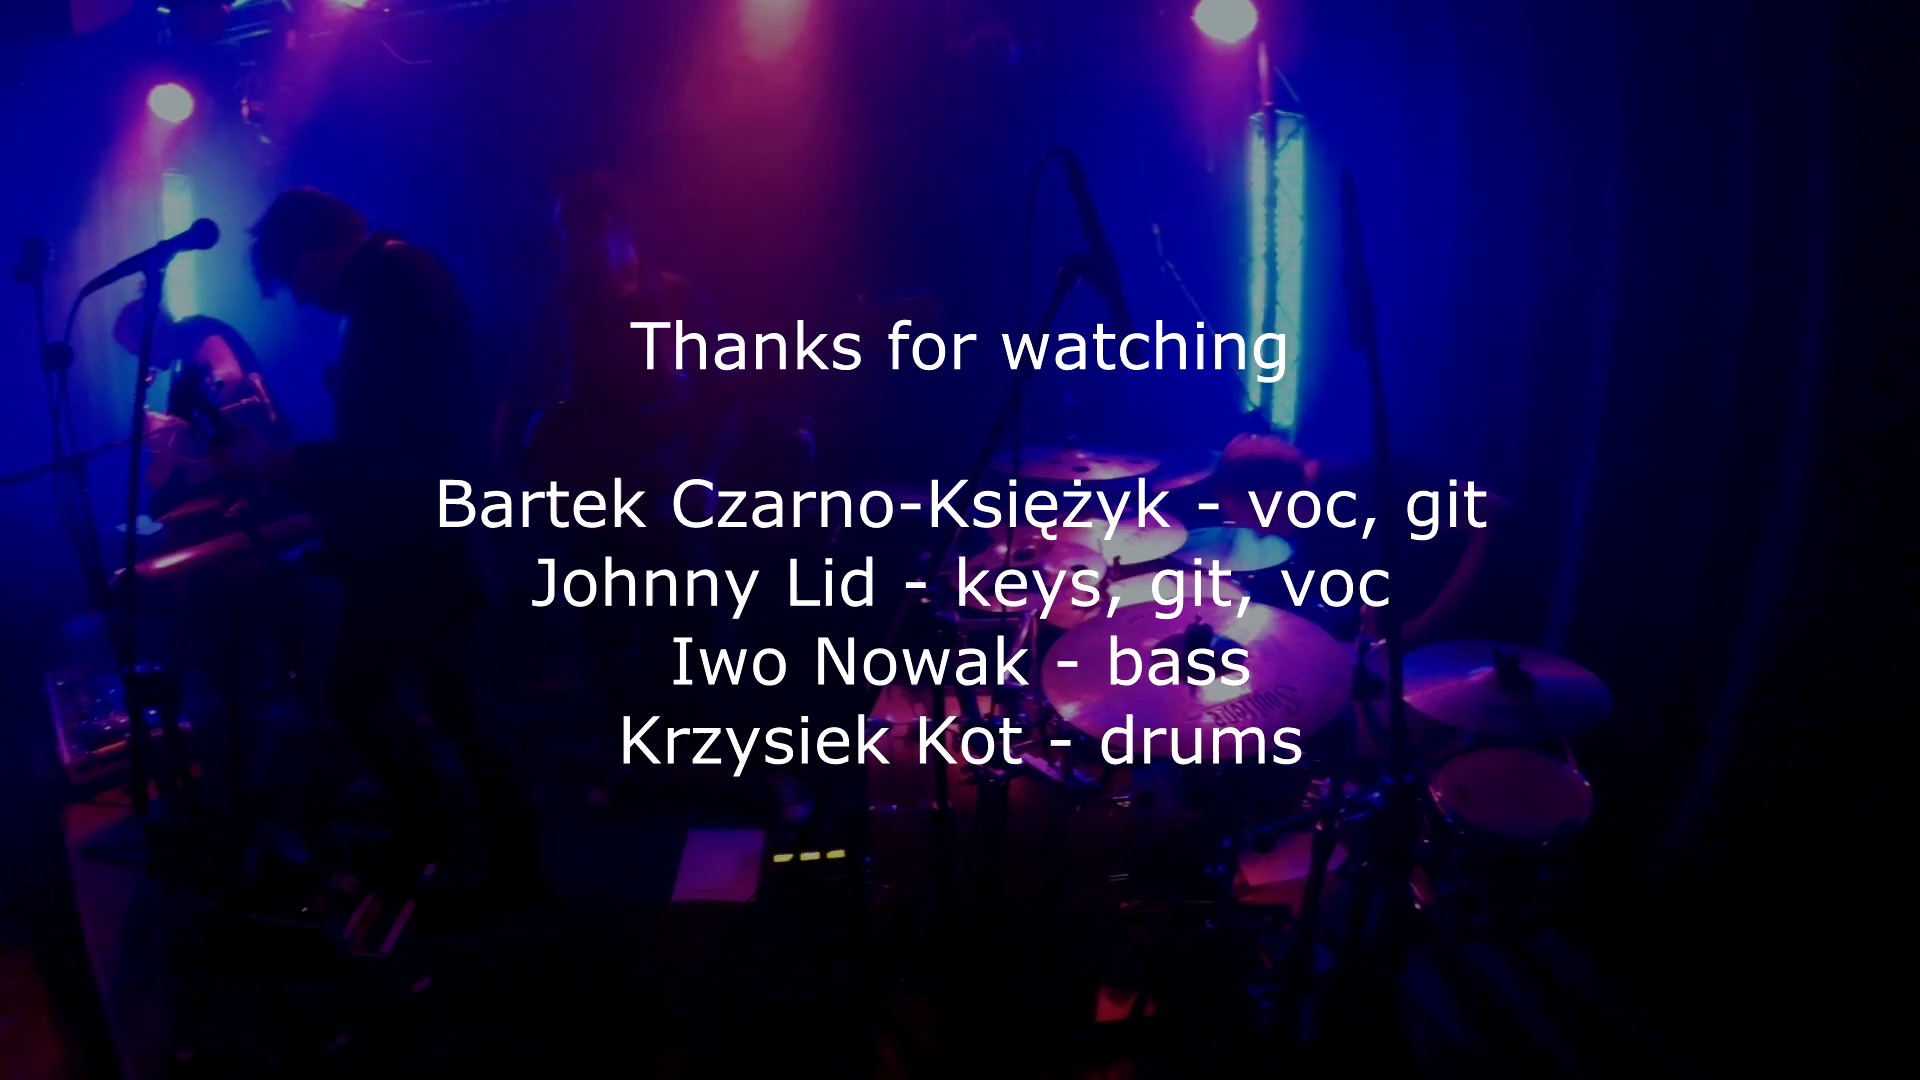 Thanks for watching
Bartek Czarno-Księżyk - voc, git
Johnny Lid - keys, git, voc
Iwo Nowak - bass
Krzysiek Kot - drums